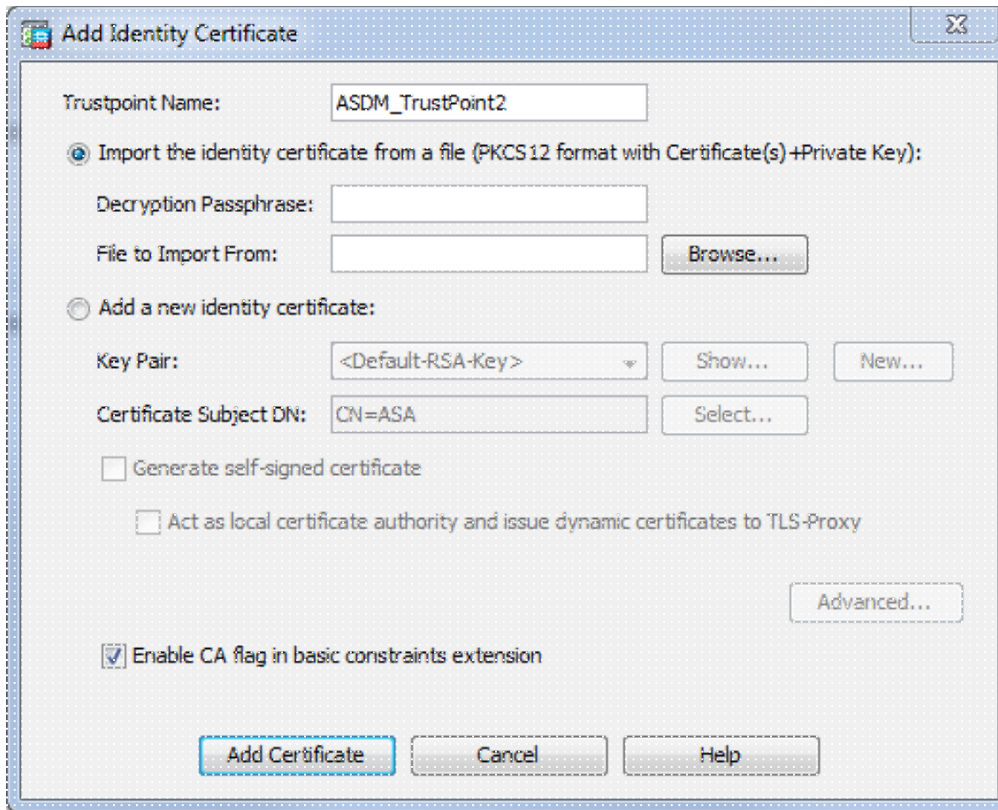 Add Identity Certificate
Trustpoint Name: ASDM_TrustPoint2
Import the identity certificate from a file (PKCS12 format with Certificate(s)+Private Key):
Decryption Passphrase:
File to Import From: Browse...
Add a new identity certificate:
Key Pair: <Default-RSA-Key> Show... New...
Certificate Subject DN: CN=ASA Select...
Generate self-signed certificate
Act as local certificate authority and issue dynamic certificates to TLS-Proxy
Advanced...
Enable CA flag in basic constraints extension
Add Certificate Cancel Help